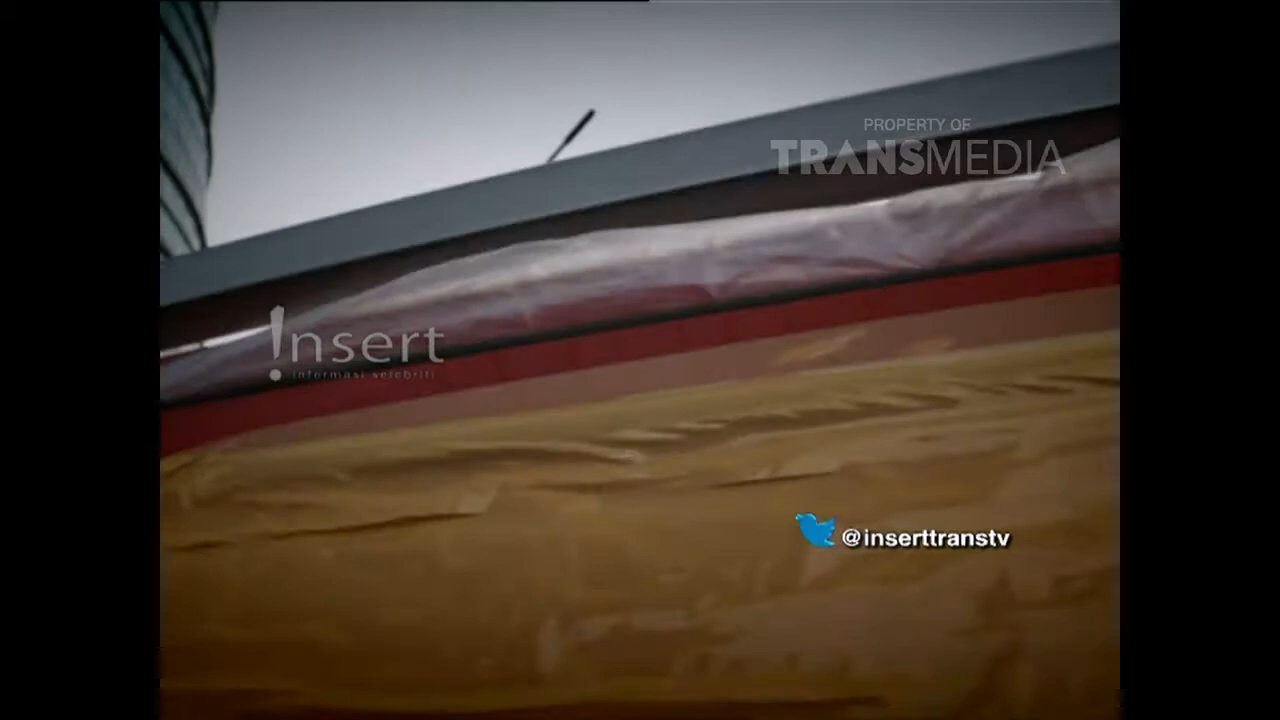 PROPERTY OF
TRANSMEDIA
!nsert
informasi selebriti
@inserttranstv